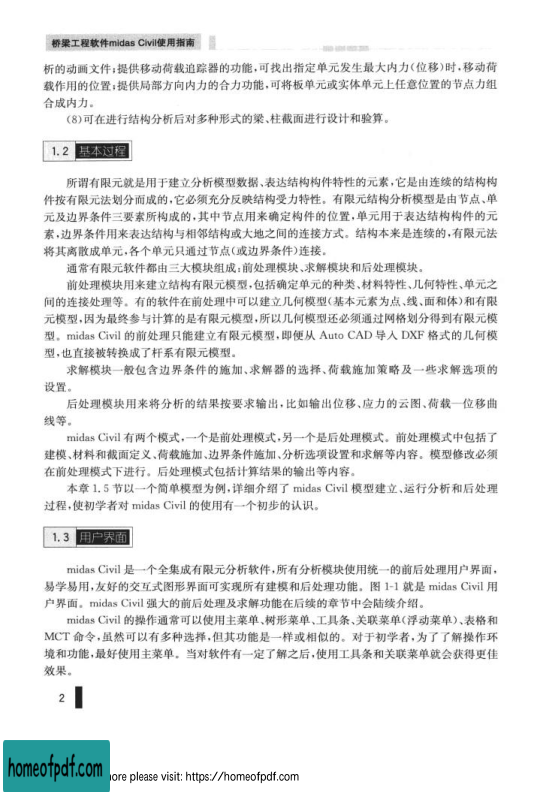 桥梁工程软件midas Civil使用指南
析的动画文件;提供移动荷载追踪器的功能,可找出指定单元发生最大内力(位移)时,移动荷
载作用的位置;提供局部方向内力的合力功能,可将板单元或实体单元上任意位置的节点力组
合成内力。
(8)可在进行结构分析后对多种形式的梁、柱截面进行设计和验算。
1.2 基本过程
所谓有限元就是用于建立分析模型数据、表达结构构件特性的元素,它是由连续的结构构
件按有限元法划分而成的,它必须充分反映结构受力特性。有限元结构分析模型是由节点、单
元及边界条件三要素所构成的,其中节点用来确定构件的位置,单元用于表达结构构件的元
素,边界条件用来表达结构与相邻结构或大地之间的连接方式。结构本来是连续的,有限元法
将其离散成单元,各个单元只通过节点(或边界条件)连接。
通常有限元软件都由三大模块组成:前处理模块、求解模块和后处理模块。
前处理模块用来建立结构有限元模型,包括确定单元的种类、材料特性、几何特性、单元之
间的连接处理等。有的软件在前处理中可以建立几何模型(基本元素为点、线、面和体)和有限
元模型,因为最终参与计算的是有限元模型,所以几何模型还必须通过网格划分得到有限元模
型。midas Civil 的前处理只能建立有限元模型,即便从 Auto CAD 导入 DXF 格式的几何模
型,也直接被转换成了杆系有限元模型。
求解模块一般包含边界条件的施加、求解器的选择、荷载施加策略及一些求解选项的
设置。
后处理模块用来将分析的结果按要求输出,比如输出位移、应力的云图、荷载—位移曲
线等。
midas Civil 有两个模式,一个是前处理模式,另一个是后处理模式。前处理模式中包括了
建模、材料和截面定义、荷载施加、边界条件施加、分析选项设置和求解等内容。模型修改必须
在前处理模式下进行。后处理模式包括计算结果的输出等内容。
本章 1.5 节以一个简单模型为例,详细介绍了 midas Civil 模型建立、运行分析和后处理
过程,使初学者对 midas Civil 的使用有一个初步的认识。
1.3 用户界面
midas Civil 是一个全集成有限元分析软件,所有分析模块使用统一的前后处理用户界面,
易学易用,友好的交互式图形界面可实现所有建模和后处理功能。图 1-1 就是 midas Civil 用
户界面。midas Civil 强大的前后处理及求解功能在后续的章节中会陆续介绍。
midas Civil 的操作通常可以使用主菜单、树形菜单、工具条、关联菜单(浮动菜单)、表格和
MCT 命令,虽然可以有多种选择,但其功能是一样或相似的。对于初学者,为了了解操作环
境和功能,最好使用主菜单。当对软件有一定了解之后,使用工具条和关联菜单就会获得更佳
效果。
2
homeofpdf.com
ore please visit: https://homeofpdf.com